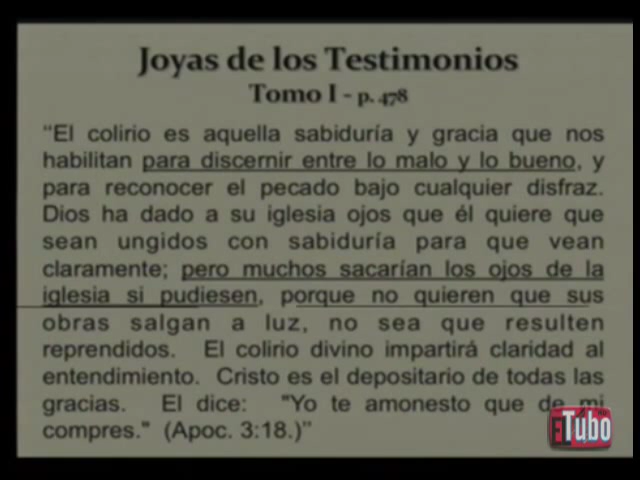 Joyas de los Testimonios
Tomo I - p. 478
“El colirio es aquella sabiduría y gracia que nos
habilitan para discernir entre lo malo y lo bueno, y
para reconocer el pecado bajo cualquier disfraz.
Dios ha dado a su iglesia ojos que él quiere que
sean ungidos con sabiduría para que vean
claramente; pero muchos sacarían los ojos de la
iglesia si pudiesen, porque no quieren que sus
obras salgan a luz, no sea que resulten
reprendidos. El colirio divino impartirá claridad al
entendimiento. Cristo es el depositario de todas las
gracias. El dice: "Yo te amonesto que de mi
compres." (Apoc. 3:18.)”
ElTubo